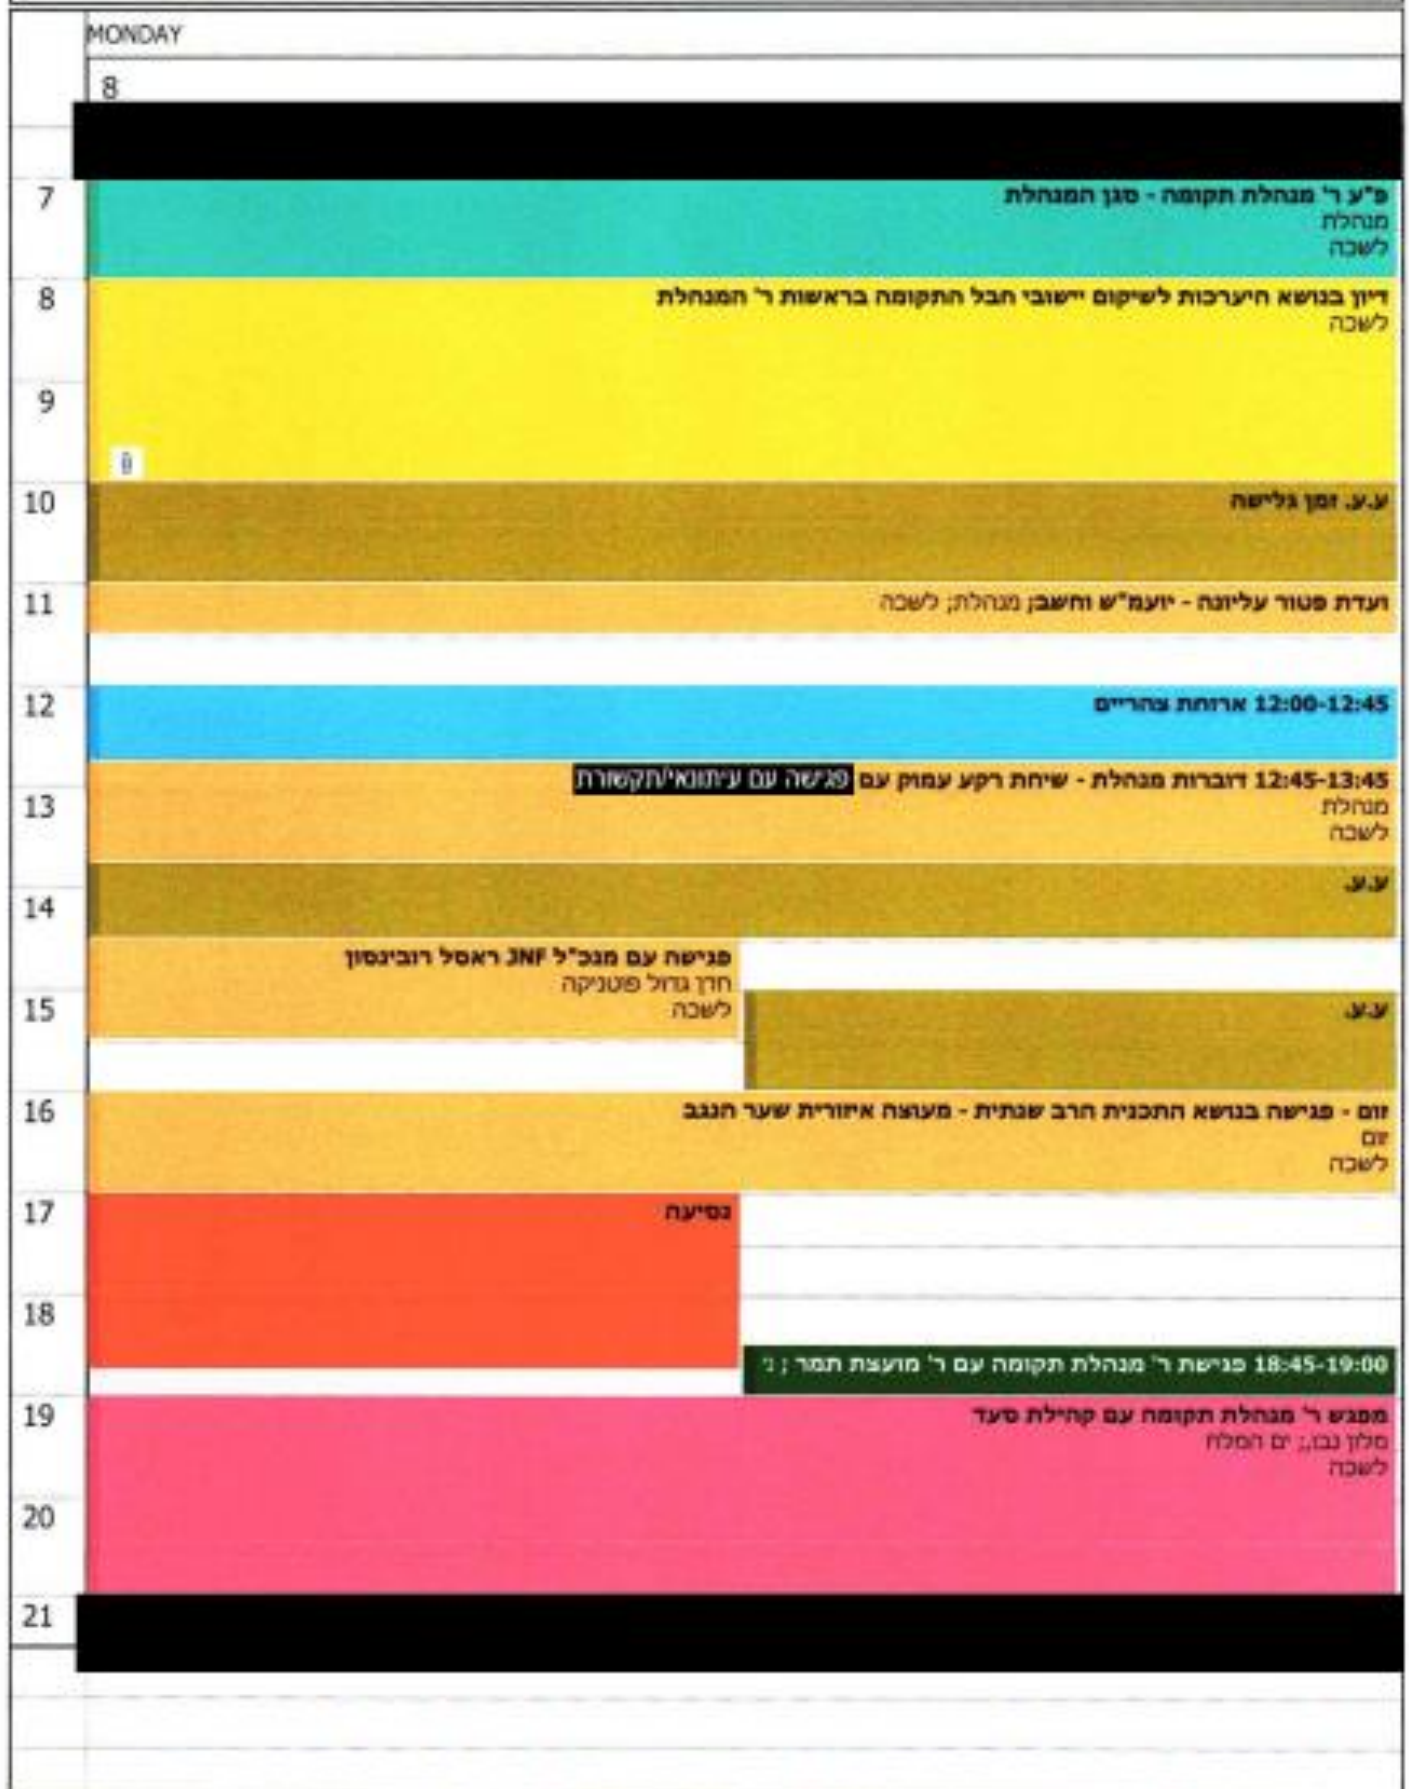 MONDAY
8
7
פ"ע ר' מנהלת תקומה - סגן המנהלת
מנהלת
לשכה
8
דיון בנושא היערכות לשיקום יישובי חבל התקומה בראשות ר' המנהלת
לשכה
9
10
ע.ע. זמן גלישה
11
ועדת פטור עליונה - יועמ"ש וחשב; מנהלת; לשכה
12
12:00-12:45 ארוחת צהריים
12:45-13:45 דוברות מנהלת - שיחת רקע עמוק עם פגישה עם עיתונאי/תקשורת
13
מנהלת
לשכה
14
ע.ע.
פגישה עם מנכ"ל JNF ראסל רובינסון
חדר גדול פוטניקה
לשכה
15
ע.ע.
16
זום - פגישה בנושא התכנית הרב שנתית - מעוצה איזורית שער הנגב
זום
לשכה
17
נסיעה
18
18:45-19:00 פגישת ר' מנהלת תקומה עם ר' מועצת תמר ;
19
מפגש ר' מנהלת תקומה עם קהילת סעד
מלון נבו,; ים המלח
לשכה
20
21